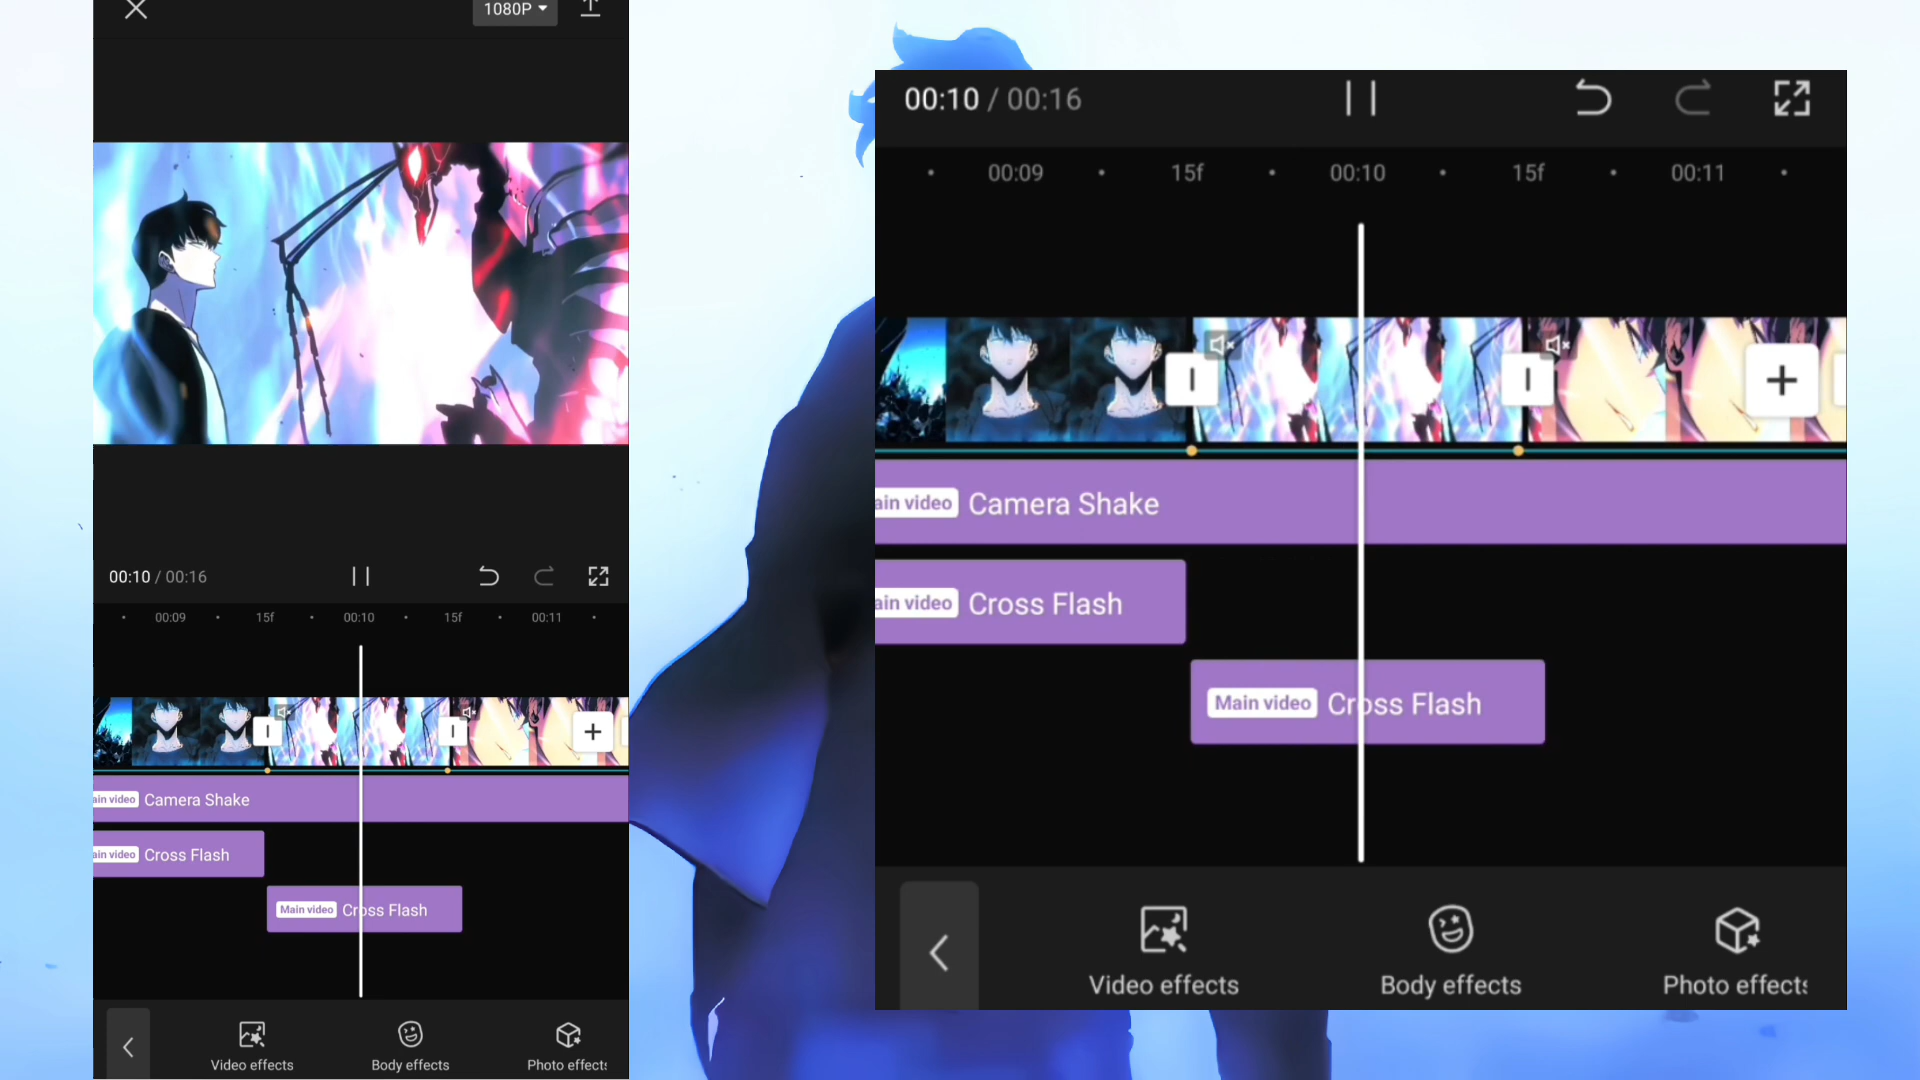 1080P
00:10 / 00:16
00:09 15f 00:10 15f 00:11
ain video Camera Shake
ain video Cross Flash
Main video Cross Flash
Video effects Body effects Photo effects
00:10 / 00:16
00:09 15f 00:10 15f 00:11
ain video Camera Shake
ain video Cross Flash
Main video Cross Flash
Video effects Body effects Photo effects